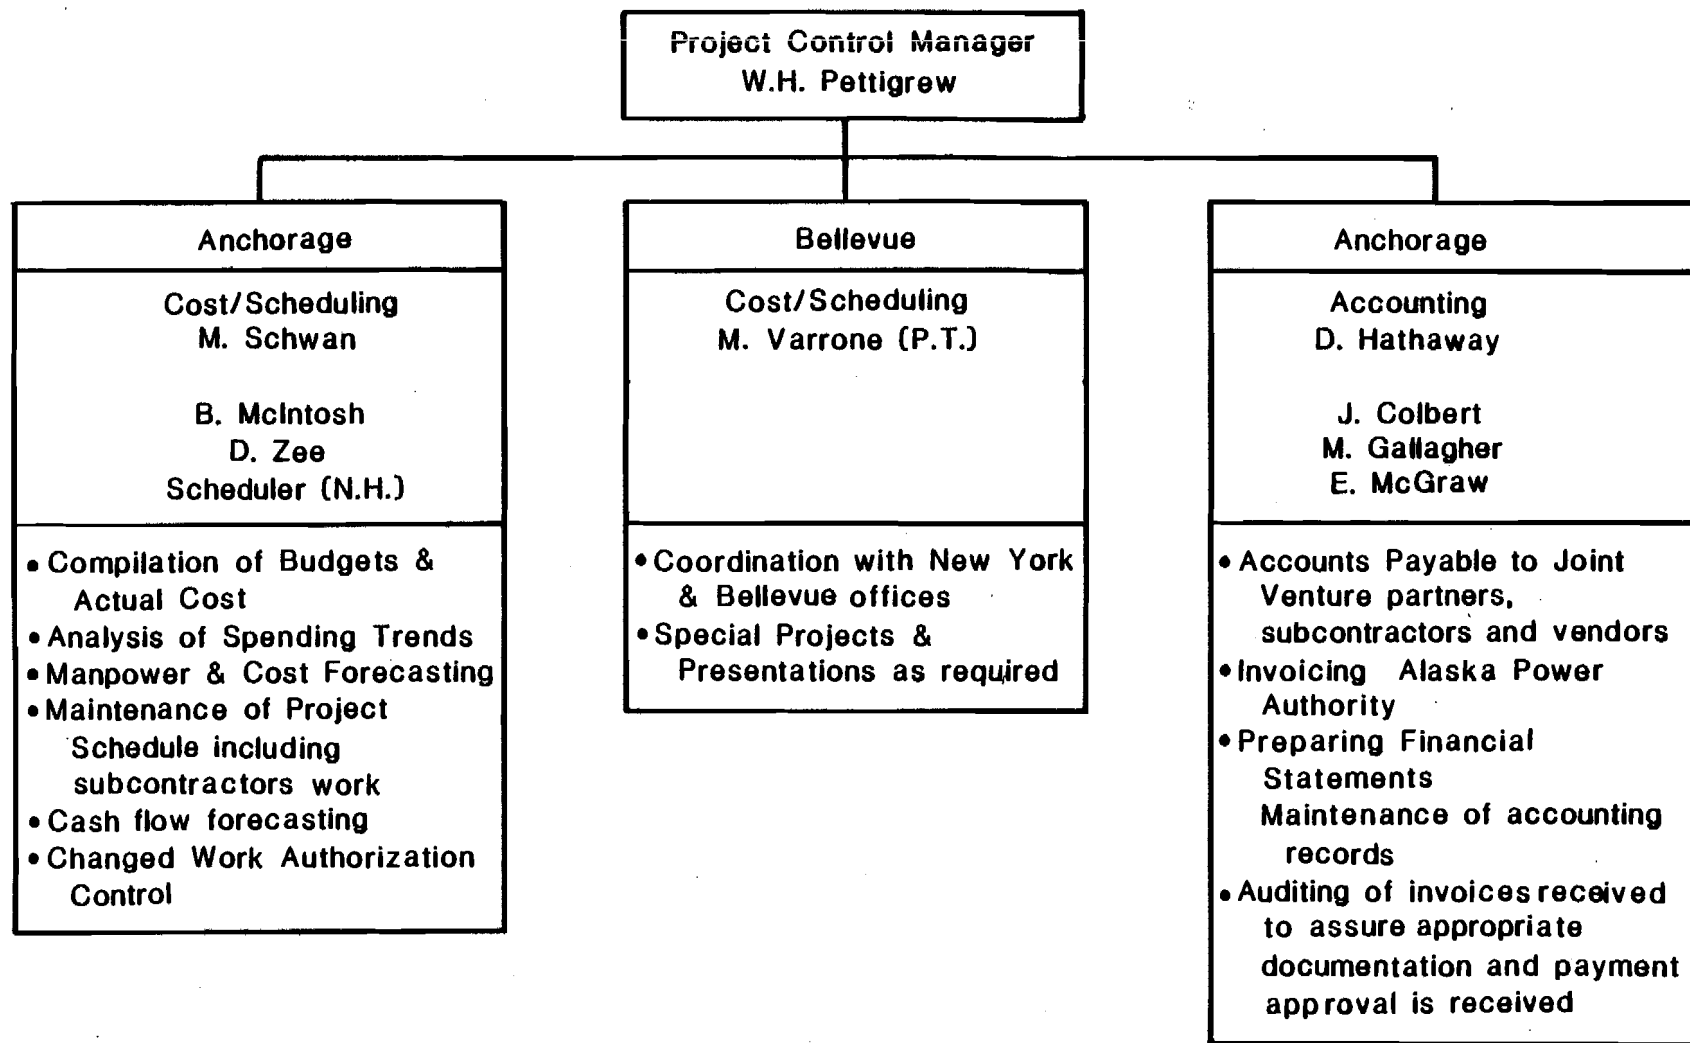 Project Control Manager
W.H. Pettigrew
Anchorage
Cost/Scheduling
M. Schwan
B. McIntosh
D. Zee
Scheduler (N.H.)
• Compilation of Budgets &
Actual Cost
• Analysis of Spending Trends
• Manpower & Cost Forecasting
• Maintenance of Project
Schedule including
subcontractors work
• Cash flow forecasting
• Changed Work Authorization
Control
Bellevue
Cost/Scheduling
M. Varrone (P.T.)
• Coordination with New York
& Bellevue offices
• Special Projects &
Presentations as required
Anchorage
Accounting
D. Hathaway
J. Colbert
M. Gallagher
E. McGraw
• Accounts Payable to Joint
Venture partners,
subcontractors and vendors
• Invoicing Alaska Power
Authority
• Preparing Financial
Statements
Maintenance of accounting
records
• Auditing of invoices received
to assure appropriate
documentation and payment
approval is received